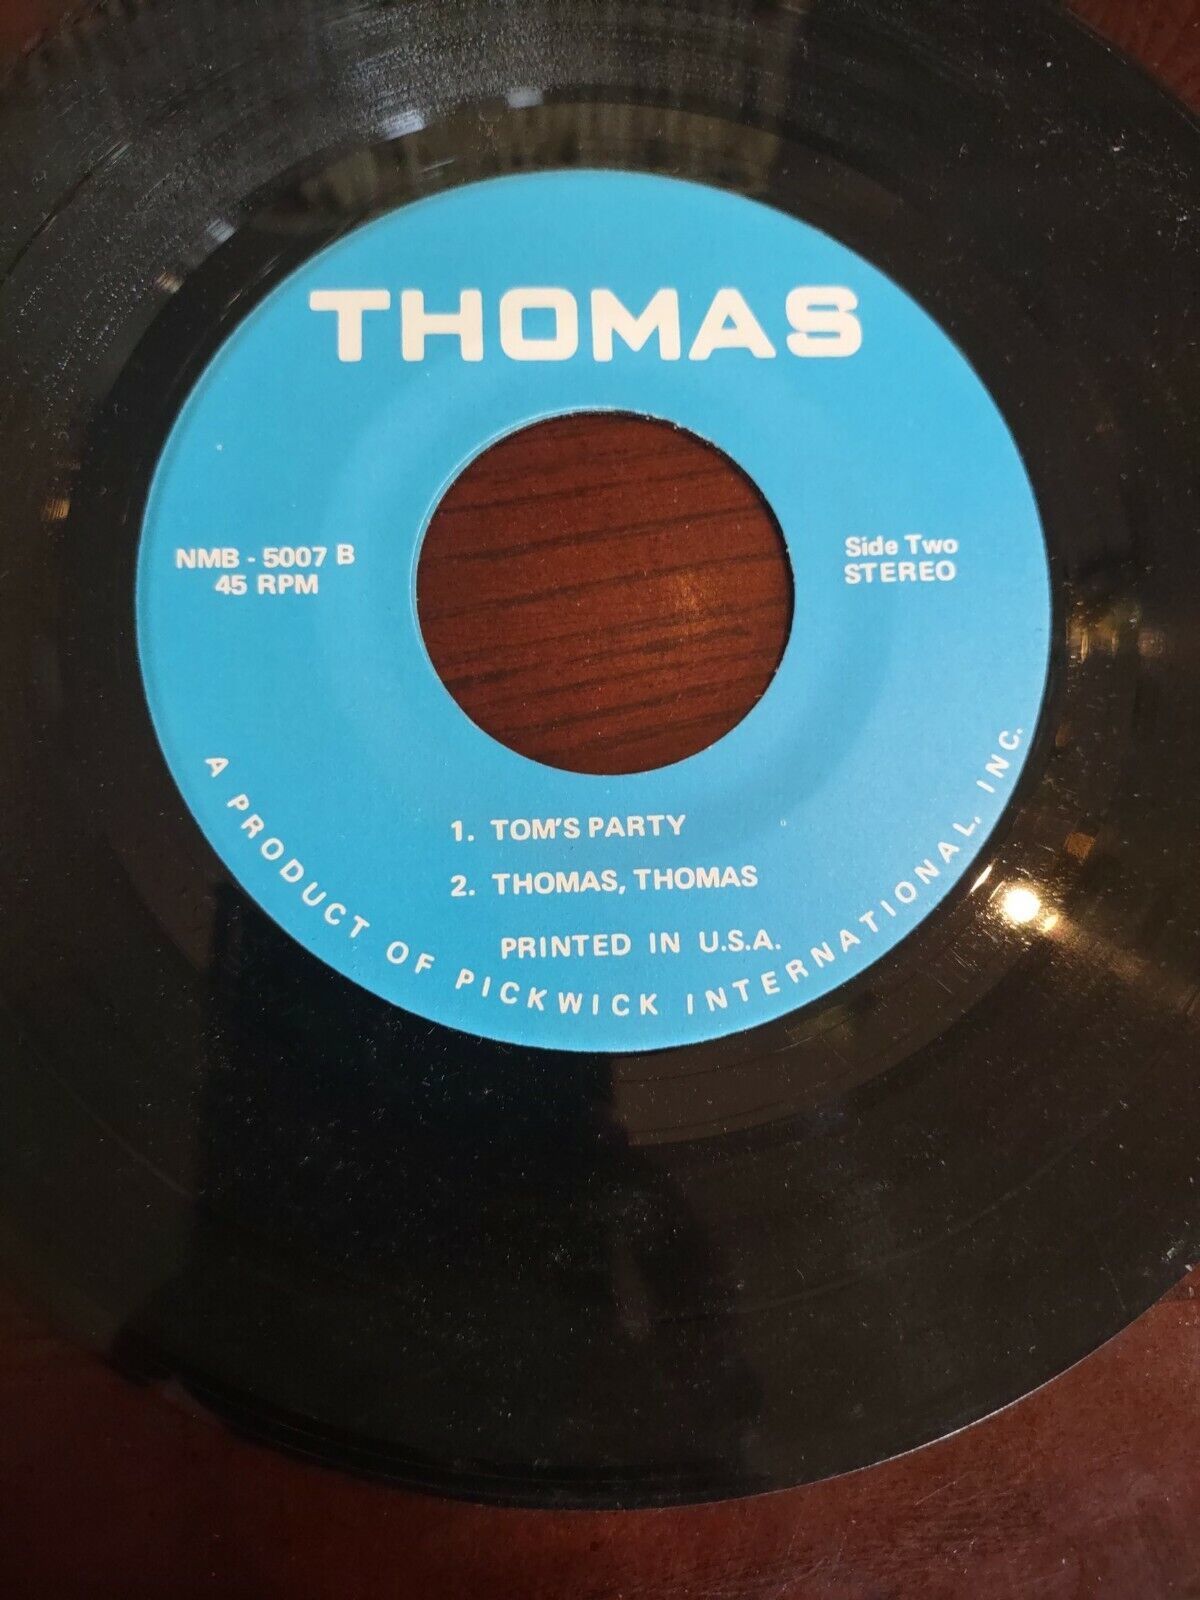 THOMAS
NMB - 5007 B
45 RPM
Side Two
STEREO
1. TOM'S PARTY
2. THOMAS, THOMAS
PRINTED IN U.S.A.
A PRODUCT OF PICKWICK INTERNATIONAL, INC.